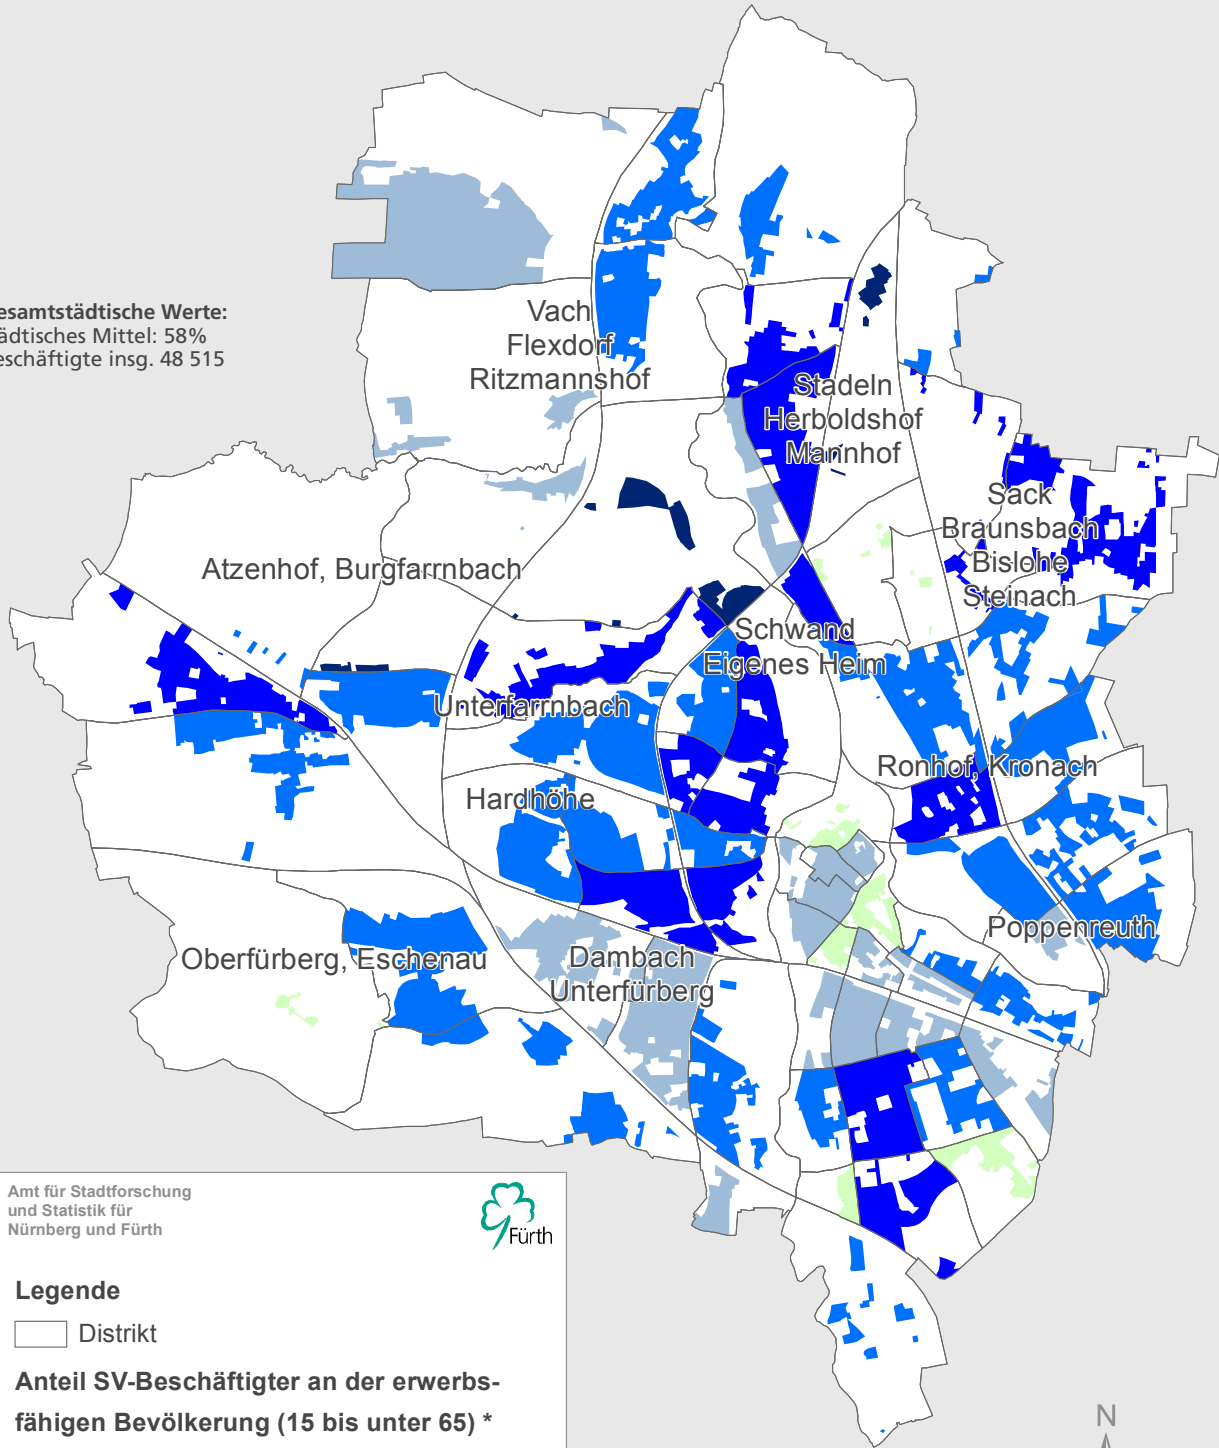 esamtstädtische Werte:
ädtisches Mittel: 58%
eschäftigte insg. 48 515
Vach
Flexdorf
Ritzmannshof
Stadeln
Herboldshof
Mannhof
Sack
Braunsbach
Bislohe
Steinach
Atzenhof, Burgfarrnbach
Schwand
Eigenes Heim
Unterfarrnbach
Ronhof, Kronach
Hardhöhe
Poppenreuth
Oberfürberg, Eschenau
Dambach
Unterfürberg
Amt für Stadtforschung
und Statistik für
Nürnberg und Fürth
Fürth
Legende
Distrikt
Anteil SV-Beschäftigter an der erwerbs-
fähigen Bevölkerung (15 bis unter 65) *
N